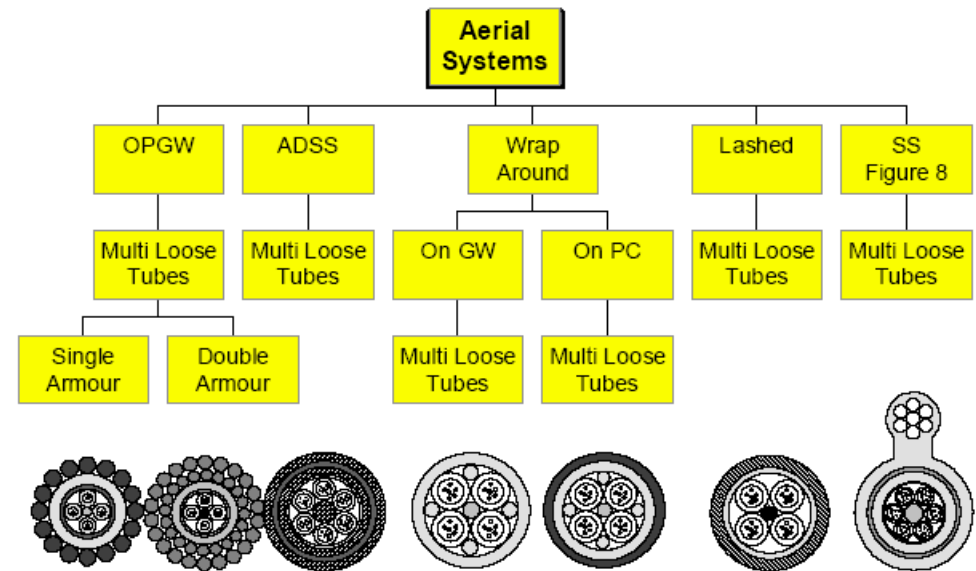 Aerial
Systems
OPGW
ADSS
Wrap
Around
Lashed
SS
Figure 8
Multi Loose
Tubes
Multi Loose
Tubes
On GW
On PC
Multi Loose
Tubes
Multi Loose
Tubes
Single
Armour
Double
Armour
Multi Loose
Tubes
Multi Loose
Tubes